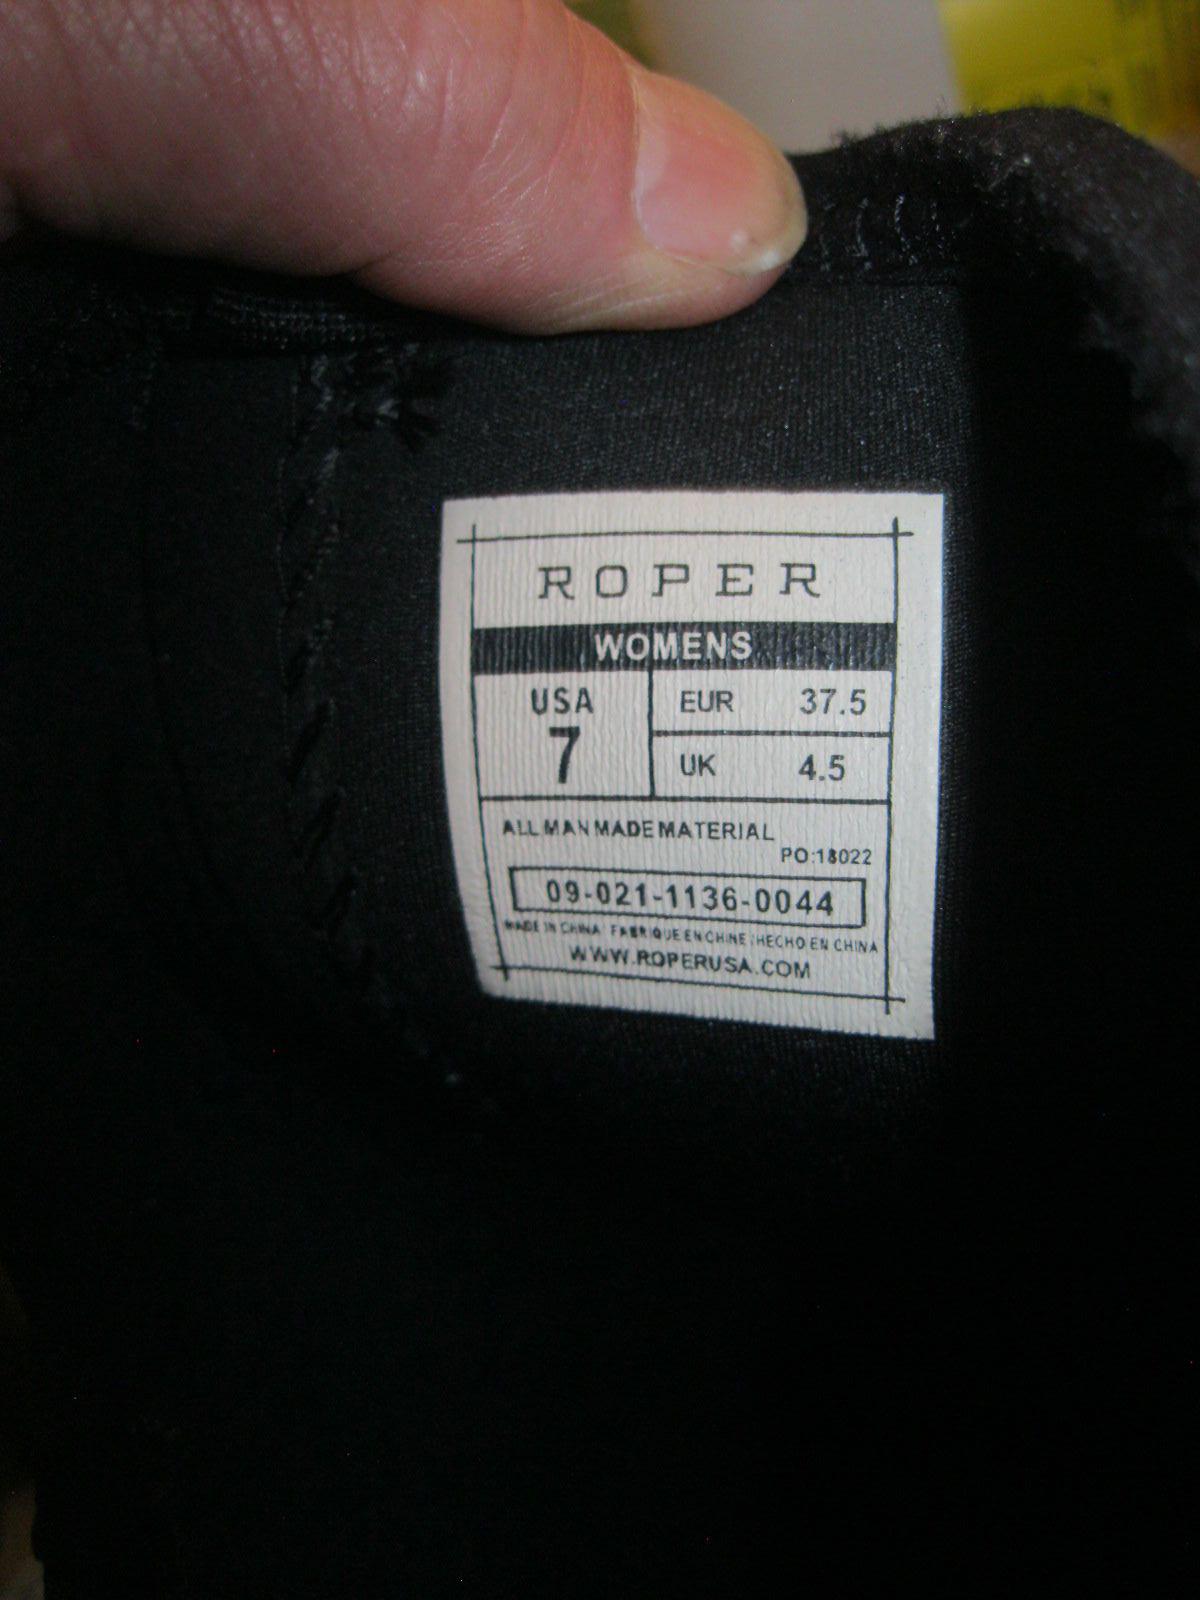 ROPER
WOMENS
USA
7
EUR 37.5
UK 4.5
ALL MAN MADE MATERIAL
PO:18022
09-021-1136-0044
MADE IN CHINA / FABRIQUE EN CHINE / HECHO EN CHINA
WWW.ROPERUSA.COM